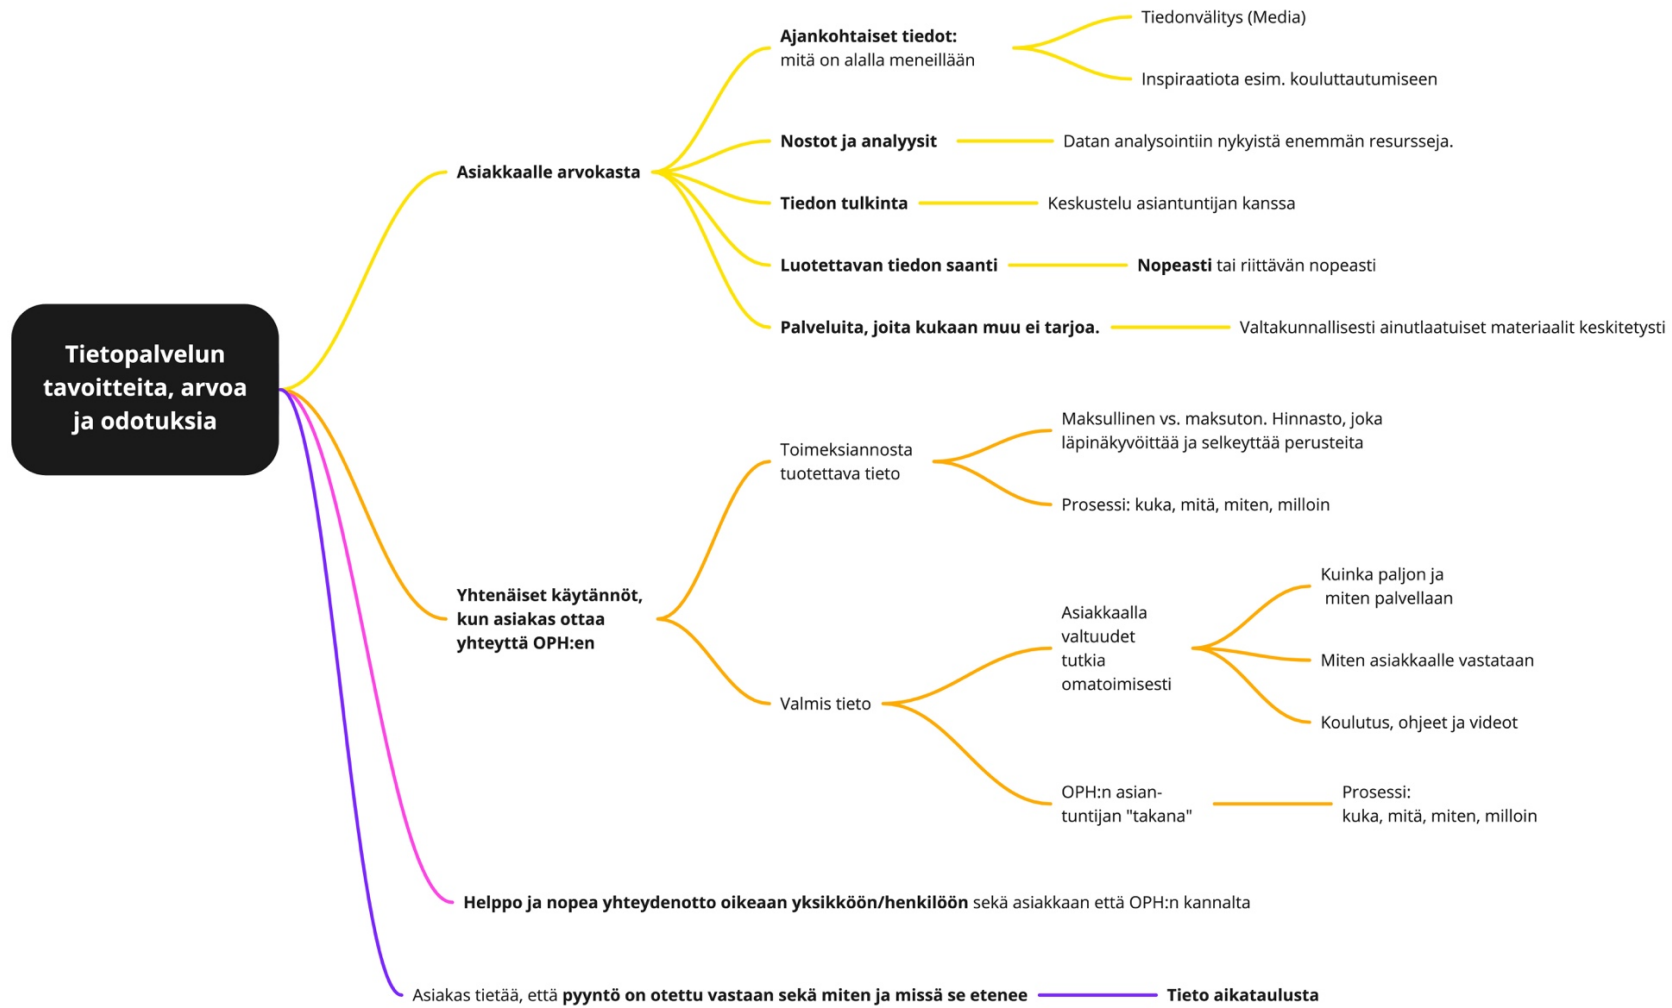 Tietopalvelun
tavoitteita, arvoa
ja odotuksia
Asiakkaalle arvokasta
Ajankohtaiset tiedot:
mitä on alalla meneillään
Tiedonvälitys (Media)
Inspiraatiota esim. kouluttautumiseen
Nostot ja analyysit
Datan analysointiin nykyistä enemmän resursseja.
Tiedon tulkinta
Keskustelu asiantuntijan kanssa
Luotettavan tiedon saanti
Nopeasti tai riittävän nopeasti
Palveluita, joita kukaan muu ei tarjoa.
Valtakunnallisesti ainutlaatuiset materiaalit keskitetysti
Yhtenäiset käytännöt,
kun asiakas ottaa
yhteyttä OPH:en
Toimeksiannosta
tuotettava tieto
Maksullinen vs. maksuton. Hinnasto, joka
läpinäkyvöittää ja selkeyttää perusteita
Prosessi: kuka, mitä, miten, milloin
Valmis tieto
Asiakkaalla
valtuudet
tutkia
omatoimisesti
Kuinka paljon ja
miten palvellaan
Miten asiakkaalle vastataan
Koulutus, ohjeet ja videot
OPH:n asian-
tuntijan "takana"
Prosessi:
kuka, mitä, miten, milloin
Helppo ja nopea yhteydenotto oikeaan yksikköön/henkilöön sekä asiakkaan että OPH:n kannalta
Asiakas tietää, että pyyntö on otettu vastaan sekä miten ja missä se etenee
Tieto aikataulusta